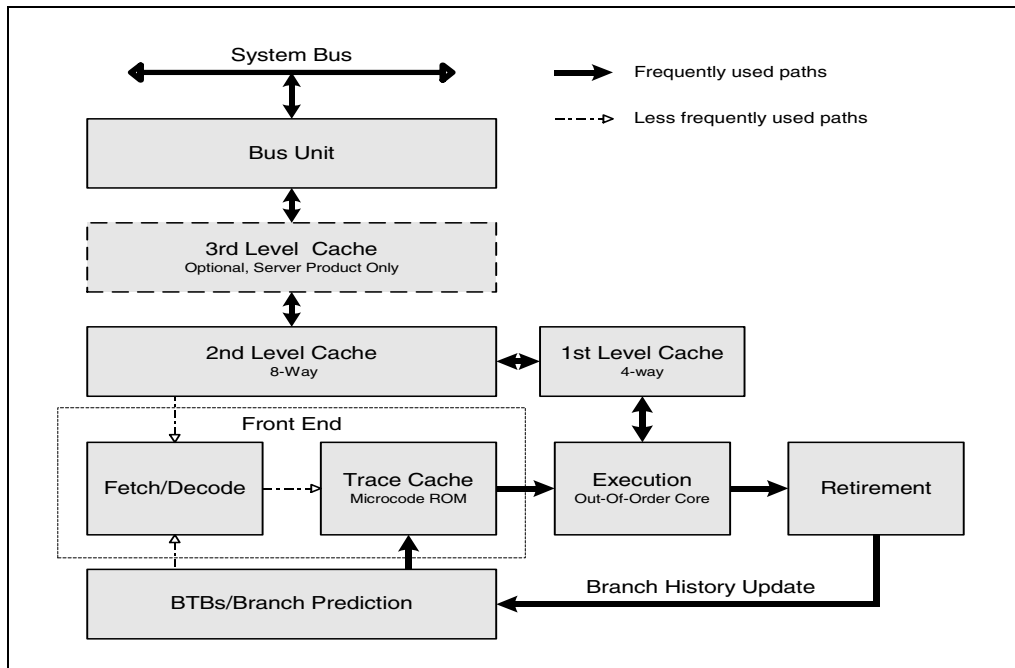 System Bus
Frequently used paths
Less frequently used paths
Bus Unit
3rd Level Cache
Optional, Server Product Only
2nd Level Cache
8-Way
1st Level Cache
4-way
Front End
Fetch/Decode
Trace Cache
Microcode ROM
Execution
Out-Of-Order Core
Retirement
BTBs/Branch Prediction
Branch History Update